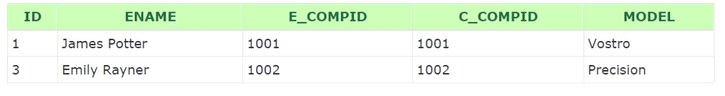 ID ENAME E_COMPID C_COMPID MODEL
1 James Potter 1001 1001 Vostro
3 Emily Rayner 1002 1002 Precision